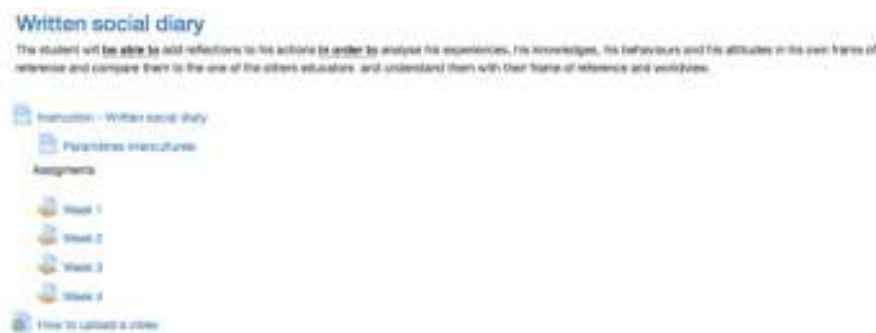 Written social diary
The student will be able to add reflections to his actions in order to analyse his experiences, his knowledges, his behaviours and his attitudes in his own frame of
reference and compare them to the one of the others educators and understand them with their frame of reference and worldview.
Instruction - Written social diary
Paramètres interculturels
Assigments
Week 1
Week 2
Week 3
Week 4
How to upload a video